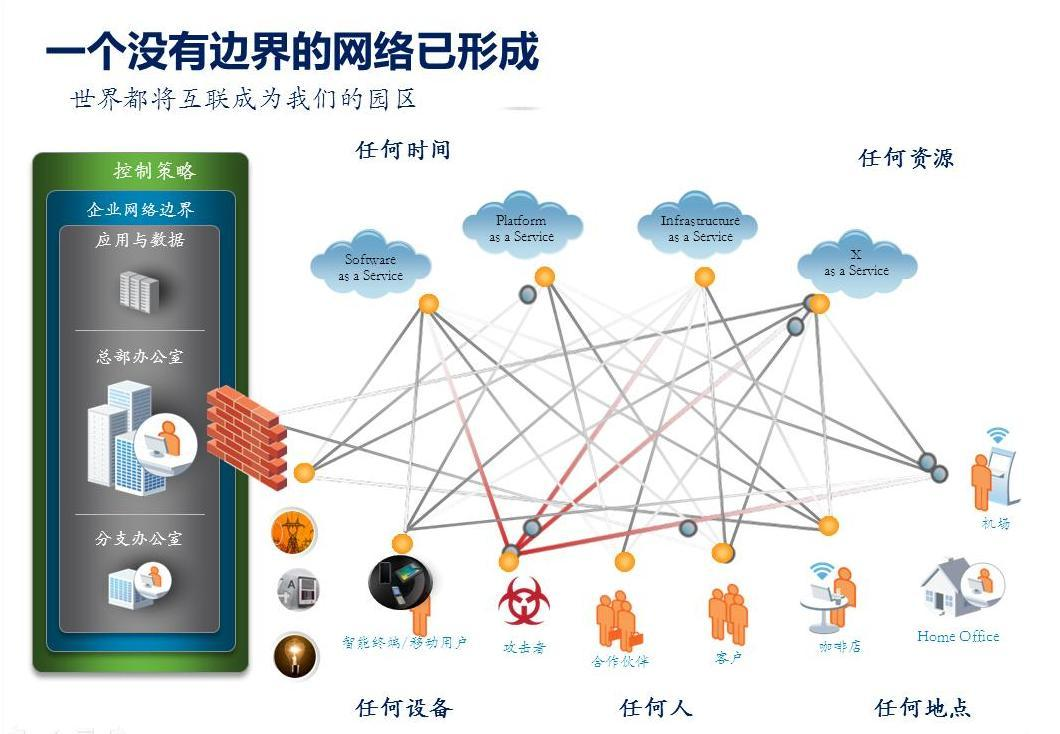 一个没有边界的网络已形成
世界都将互联成为我们的园区
任何时间
任何资源
控制策略
企业网络边界
应用与数据
总部办公室
分支办公室
Software
as a Service
Platform
as a Service
Infrastructure
as a Service
X
as a Service
机场
智能终端/移动用户
攻击者
合作伙伴
客户
咖啡店
Home Office
任何设备
任何人
任何地点